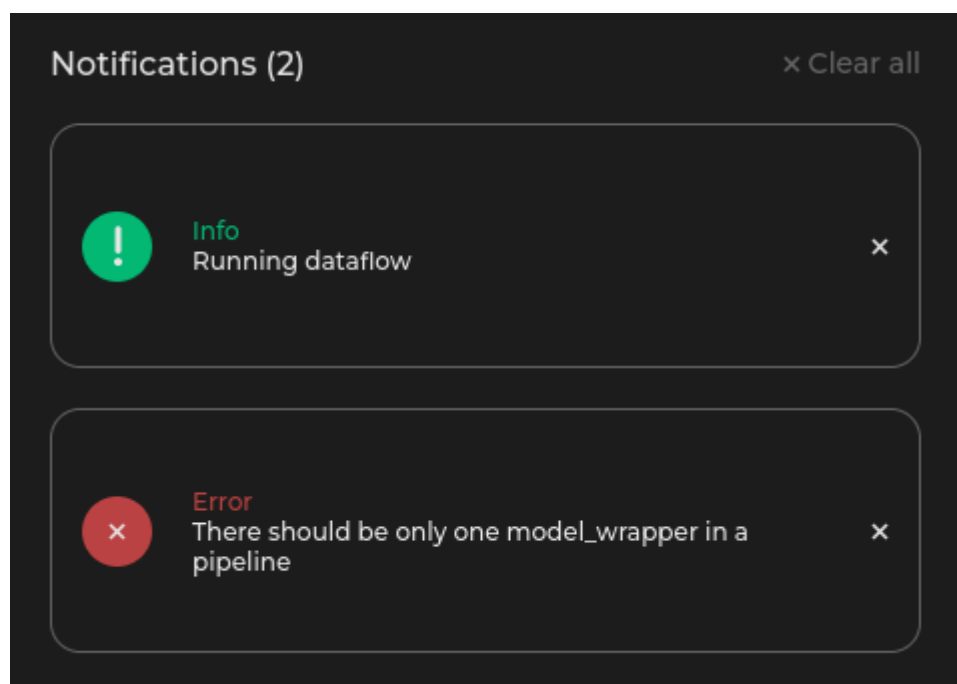 Notifications (2)
× Clear all
Info
Running dataflow
Error
There should be only one model_wrapper in a
pipeline